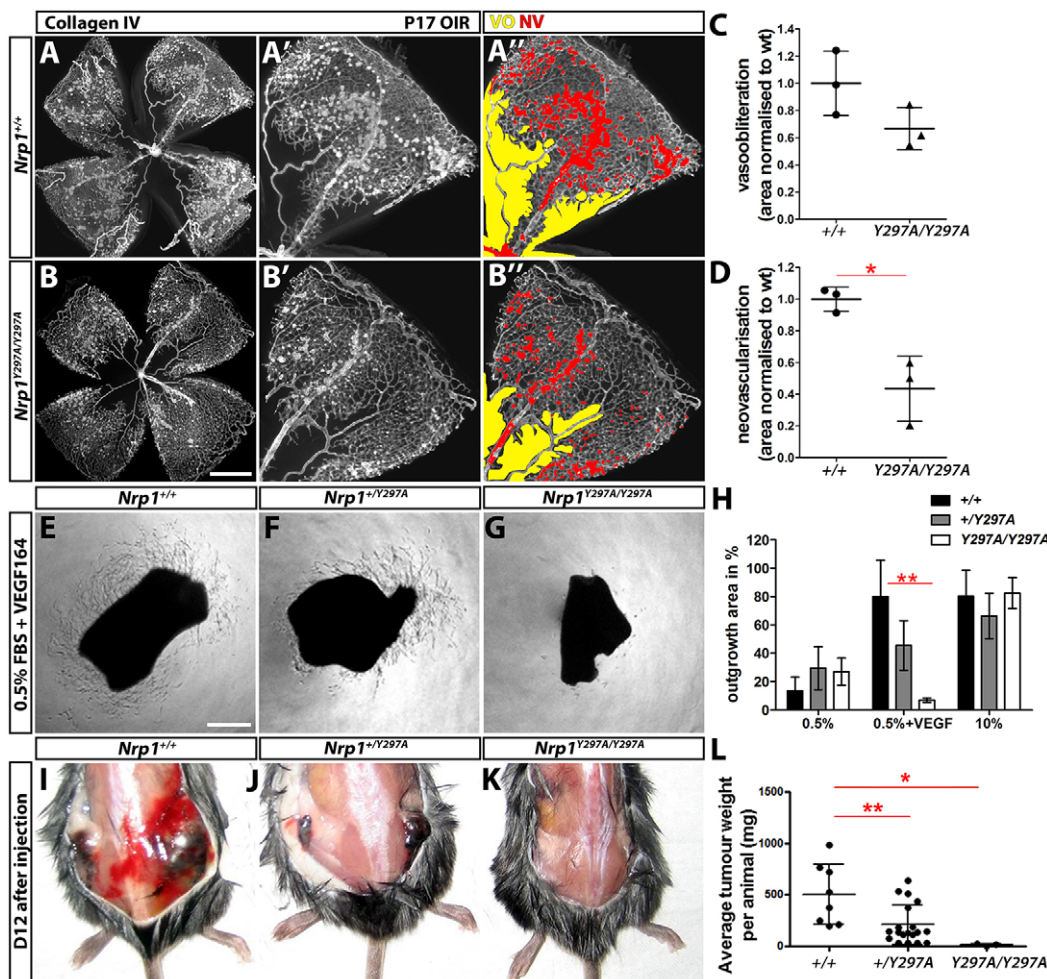 Collagen IV P17 OIR VO NV
Nrp1+/+
A A′ A″
Nrp1Y297A/Y297A
B B′ B″
C
vasoobliteration
(area normalised to wt)
1.4
1.2
1.0
0.8
0.6
0.4
0.2
0.0
+/+ Y297A/Y297A
D
neovascularisation
(area normalised to wt)
1.2
1.0
0.8
0.6
0.4
0.2
0.0
*
+/+ Y297A/Y297A
Nrp1+/+ Nrp1+/Y297A Nrp1Y297A/Y297A
0.5% FBS + VEGF164
E F G
H
+/+
+/Y297A
Y297A/Y297A
outgrowth area in %
120
100
80
60
40
20
0
**
0.5% 0.5%+VEGF 10%
Nrp1+/+ Nrp1+/Y297A Nrp1Y297A/Y297A
D12 after injection
I J K
L
Average tumour weight
per animal (mg)
1500
1000
500
0
*
**
+/+ +/Y297A Y297A/Y297A